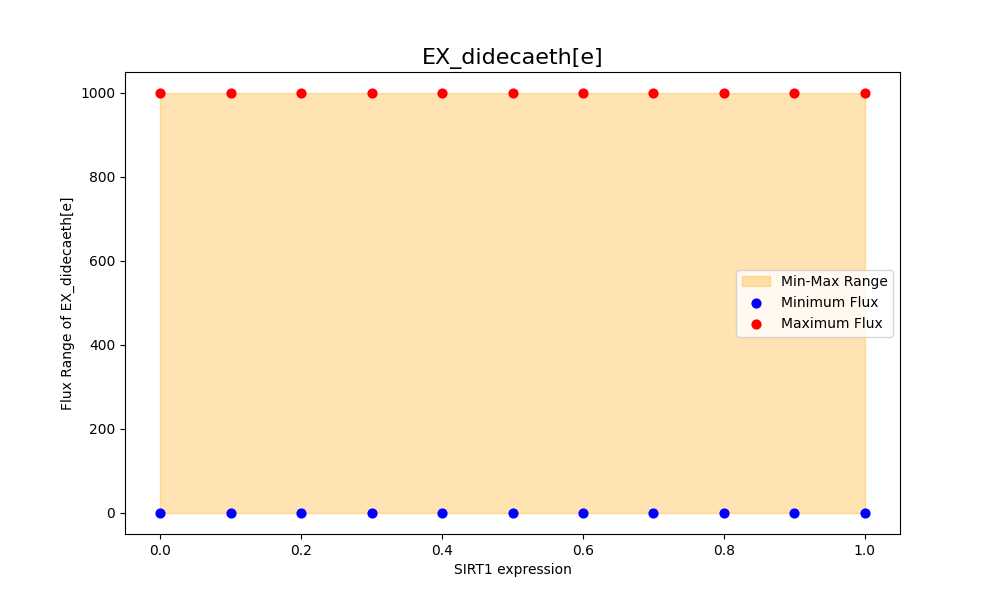 EX_didecaeth[e]
Flux Range of EX_didecaeth[e]
1000
800
600
400
200
0
Min-Max Range
Minimum Flux
Maximum Flux
0.0
0.2
0.4
0.6
0.8
1.0
SIRT1 expression